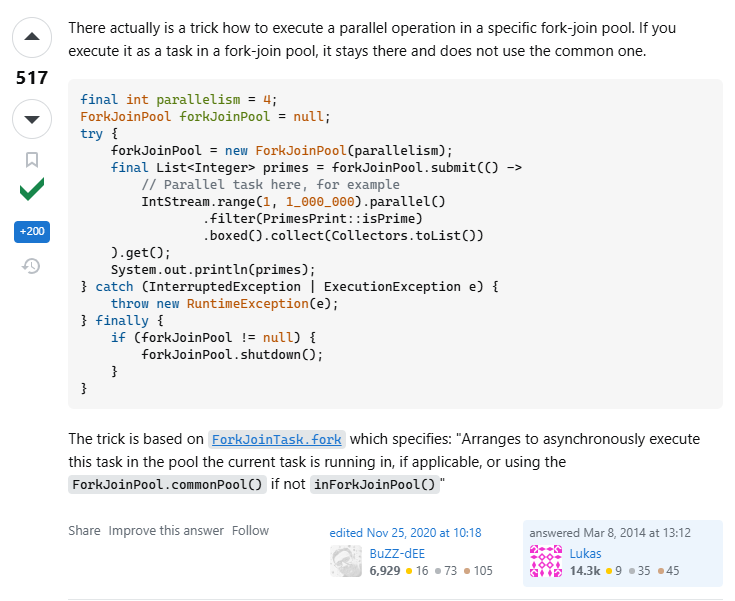 There actually is a trick how to execute a parallel operation in a specific fork-join pool. If you
execute it as a task in a fork-join pool, it stays there and does not use the common one.
517
final int parallelism = 4;
ForkJoinPool forkJoinPool = null;
try {
    forkJoinPool = new ForkJoinPool(parallelism);
    final List<Integer> primes = forkJoinPool.submit(() ->
        // Parallel task here, for example
        IntStream.range(1, 1_000_000).parallel()
                .filter(PrimesPrint::isPrime)
                .boxed().collect(Collectors.toList())
    ).get();
    System.out.println(primes);
} catch (InterruptedException | ExecutionException e) {
    throw new RuntimeException(e);
} finally {
    if (forkJoinPool != null) {
        forkJoinPool.shutdown();
    }
}
+200
The trick is based on ForkJoinTask.fork which specifies: "Arranges to asynchronously execute
this task in the pool the current task is running in, if applicable, or using the
ForkJoinPool.commonPool() if not inForkJoinPool()"
Share Improve this answer Follow
edited Nov 25, 2020 at 10:18
BuZZ-dEE
6,929 16 73 105
answered Mar 8, 2014 at 13:12
Lukas
14.3k 9 35 45